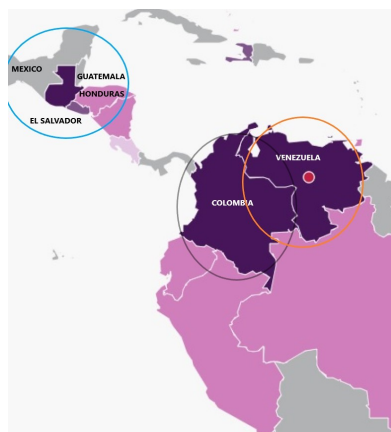 MEXICO
GUATEMALA
HONDURAS
EL SALVADOR
VENEZUELA
COLOMBIA